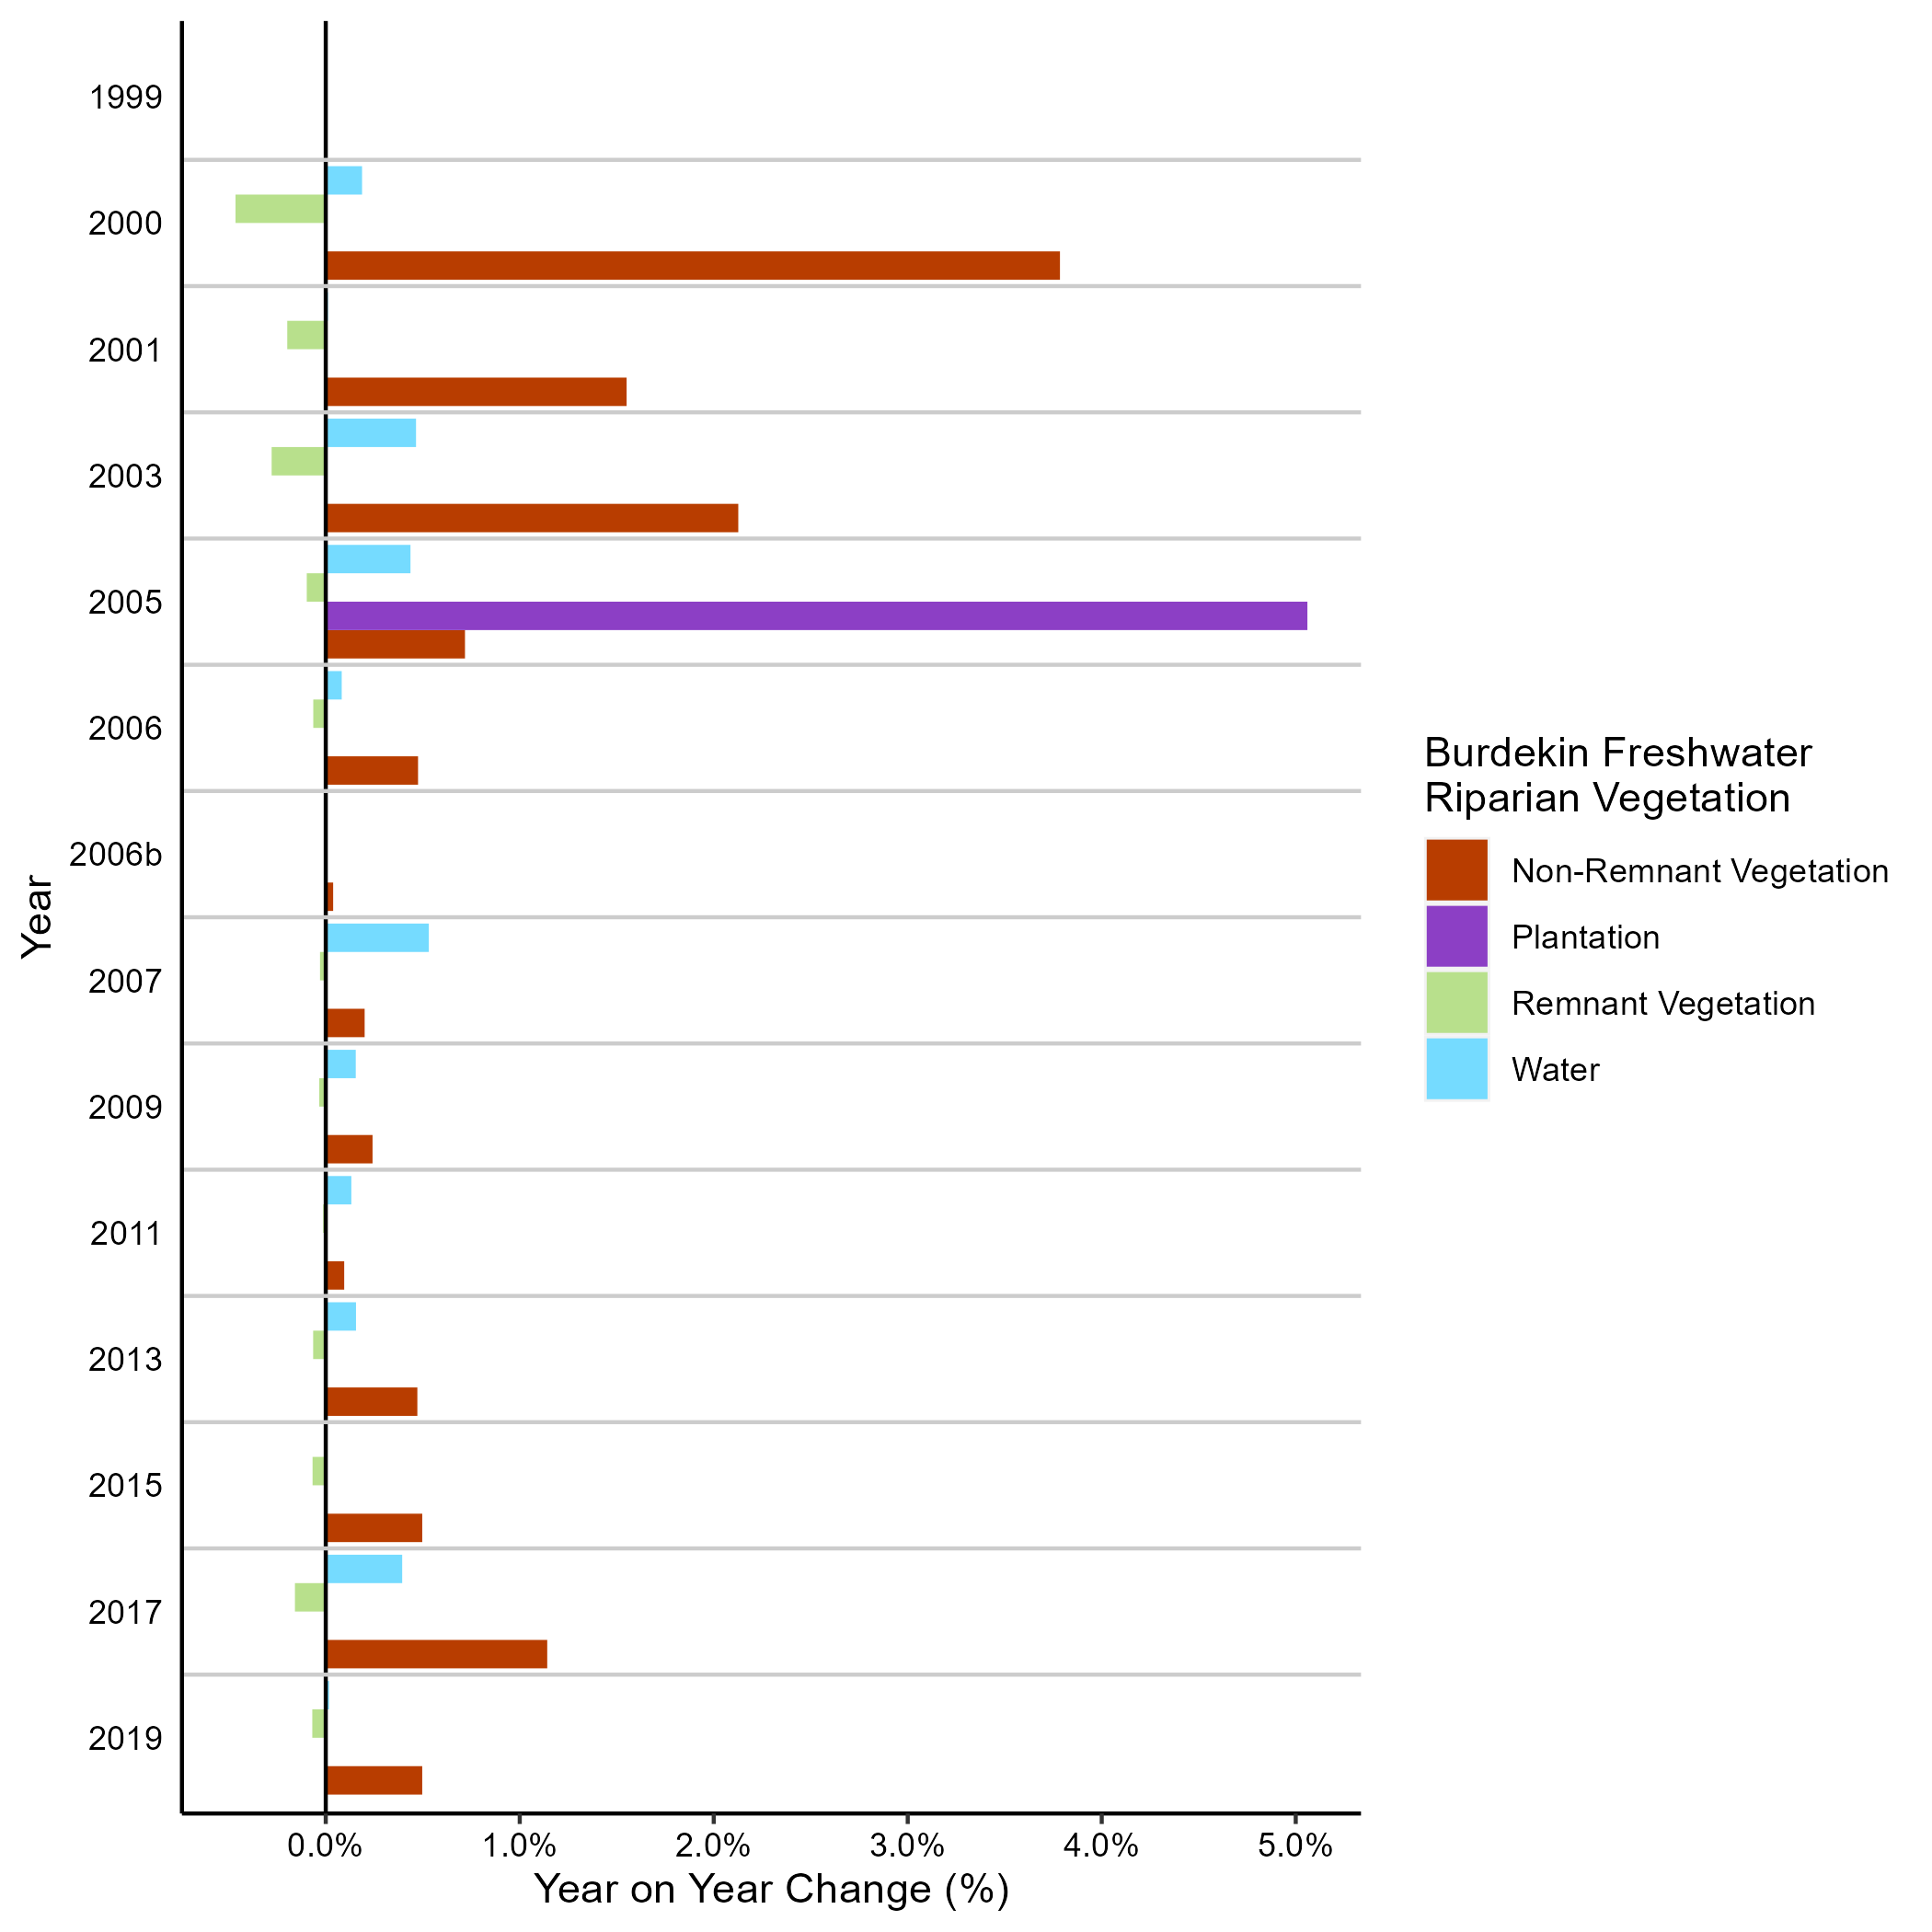 1999
2000
2001
2003
2005
2006
2006b
2007
2009
2011
2013
2015
2017
2019
Year
0.0% 1.0% 2.0% 3.0% 4.0% 5.0%
Year on Year Change (%)
Burdekin Freshwater
Riparian Vegetation
Non-Remnant Vegetation
Plantation
Remnant Vegetation
Water